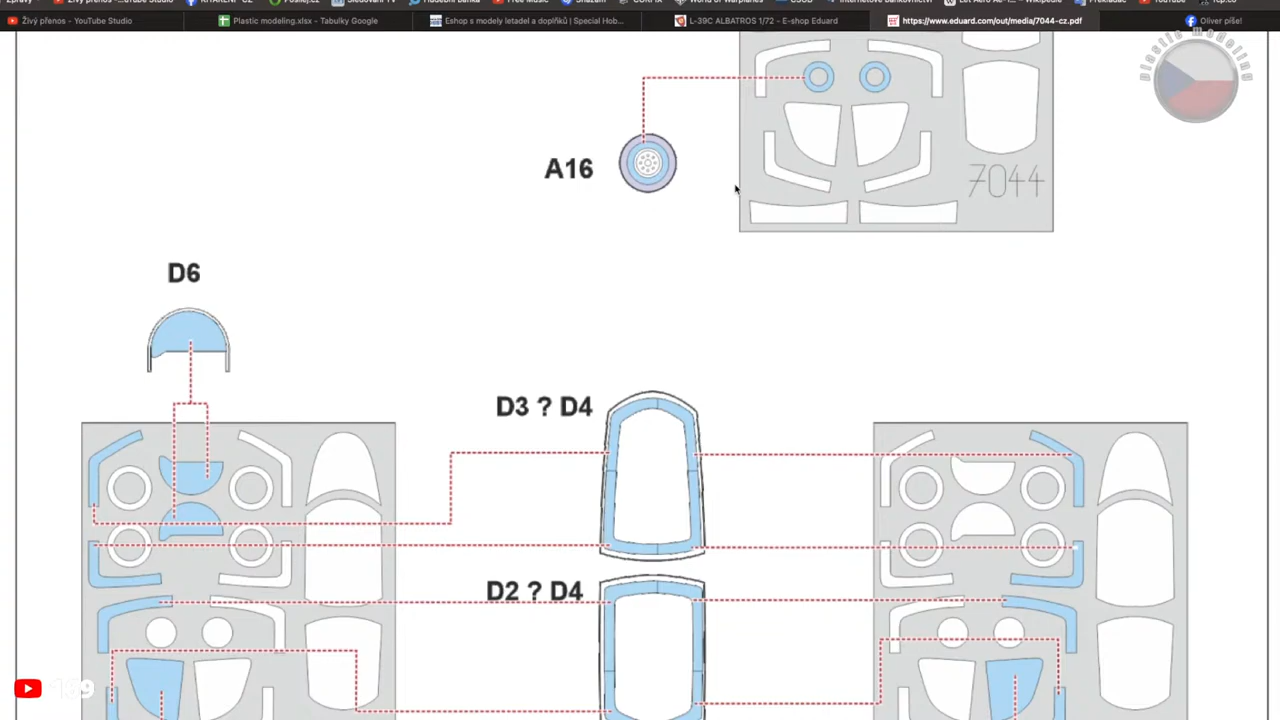 Živý přenos - YouTube Studio
Plastic modeling.xlsx - Tabulky Google
Eshop s modely letadel a doplňků | Special Hob...
L-39C ALBATROS 1/72 - E-shop Eduard
https://www.eduard.com/out/media/7044-cz.pdf
Oliver píše!
plastic modeling
A16
7044
D6
D3 ? D4
D2 ? D4